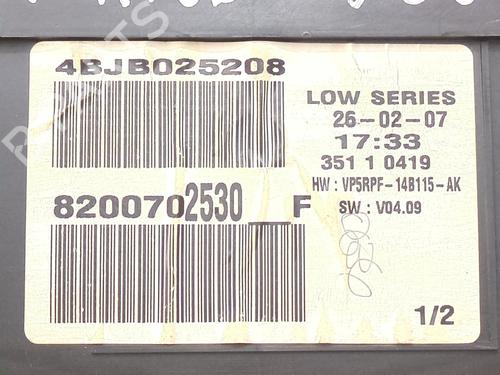 4BJB025208
LOW SERIES
26-02-07
17:33
351 1 0419
HW : VP5RPF-14B115-AK
SW : V04.09
8200702530__F
1/2